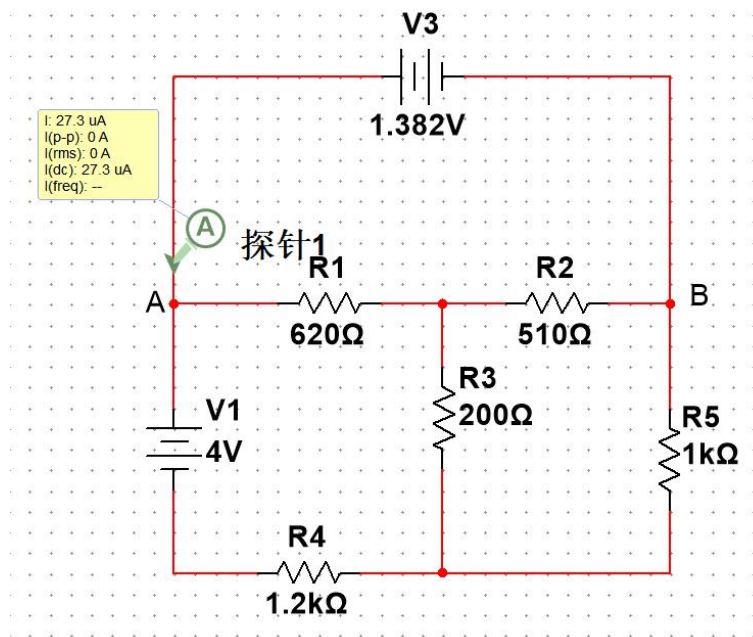 V3
1.382V
I: 27.3 uA
I(p-p): 0 A
I(rms): 0 A
I(dc): 27.3 uA
I(freq): --
A
探针1
R1
R2
A
B
620Ω
510Ω
R3
200Ω
V1
4V
R5
1kΩ
R4
1.2kΩ